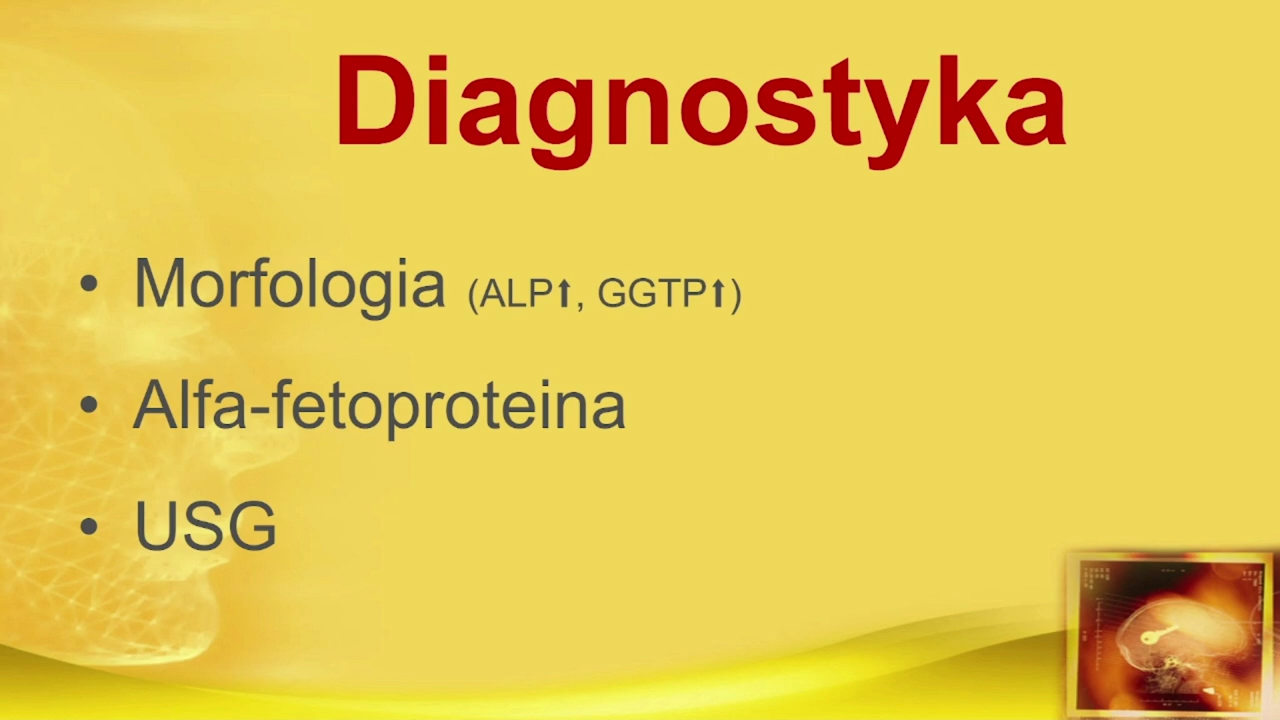 Diagnostyka
• Morfologia (ALP⬆, GGTP⬆)
• Alfa-fetoproteina
• USG